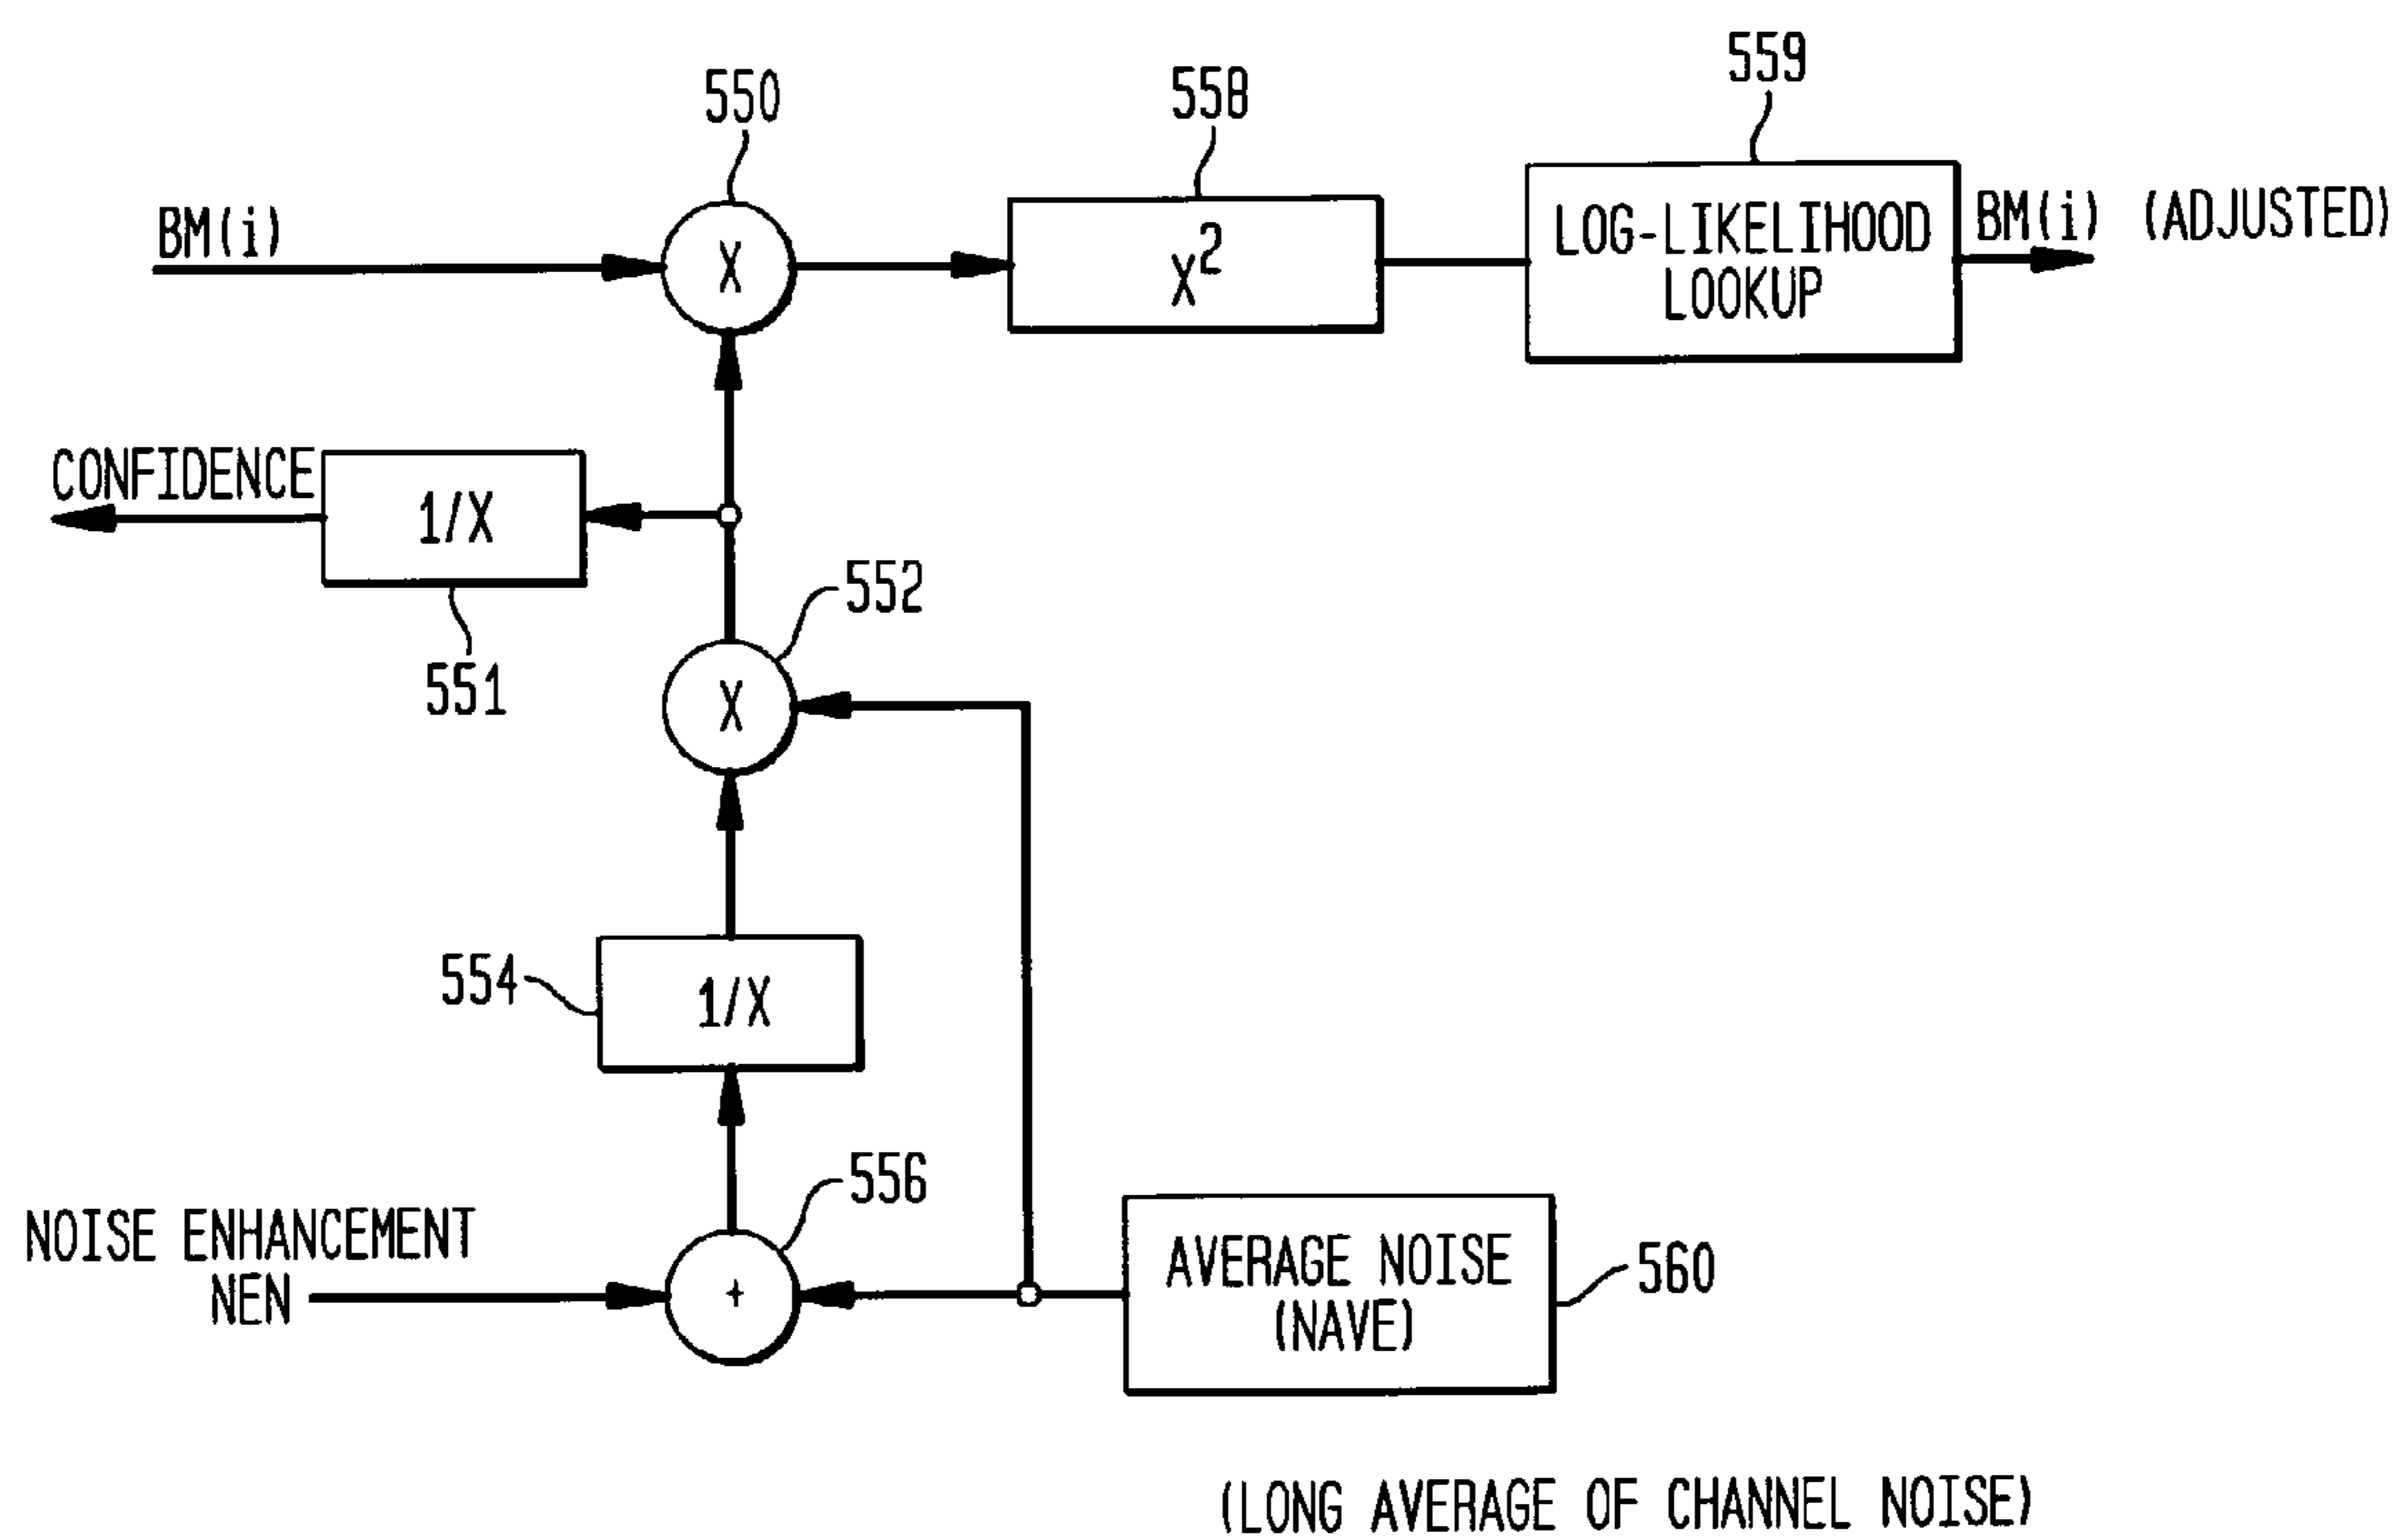 559
550
558
BM(i)
X
X²
LOG-LIKELIHOOD
LOOKUP
BM(i) (ADJUSTED)
CONFIDENCE
1/X
551
552
X
554
1/X
556
NOISE ENHANCEMENT
NEN
+
AVERAGE NOISE
(NAVE)
560
(LONG AVERAGE OF CHANNEL NOISE)